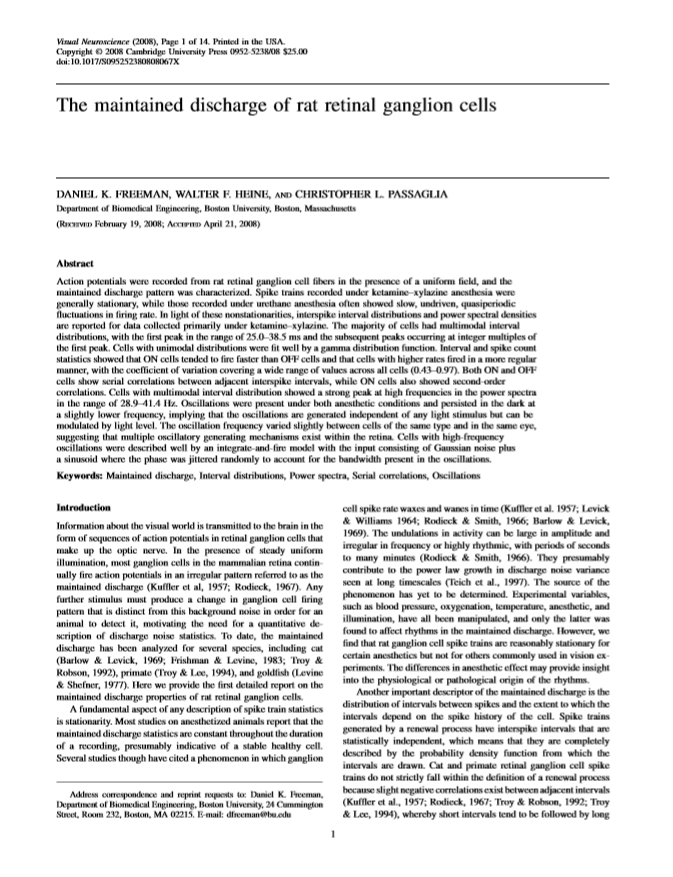 Visual Neuroscience (2008), Page 1 of 14. Printed in the USA.
Copyright © 2008 Cambridge University Press 0952-5238/08 $25.00
doi:10.1017/S095252380808067X
The maintained discharge of rat retinal ganglion cells
DANIEL K. FREEMAN, WALTER F. HEINE, AND CHRISTOPHER L. PASSAGLIA
Department of Biomedical Engineering, Boston University, Boston, Massachusetts
(Received February 19, 2008; Accepted April 21, 2008)
Abstract
Action potentials were recorded from rat retinal ganglion cell fibers in the presence of a uniform field, and the
maintained discharge pattern was characterized. Spike trains recorded under ketamine–xylazine anesthesia were
generally stationary, while those recorded under urethane anesthesia often showed slow, undriven, quasiperiodic
fluctuations in firing rate. In light of these nonstationarities, interspike interval distributions and power spectral densities
are reported for data collected primarily under ketamine–xylazine. The majority of cells had multimodal interval
distributions, with the first peak in the range of 25.0–38.5 ms and the subsequent peaks occurring at integer multiples of
the first peak. Cells with unimodal distributions were fit well by a gamma distribution function. Interval and spike count
statistics showed that ON cells tended to fire faster than OFF cells and that cells with higher rates fired in a more regular
manner, with the coefficient of variation covering a wide range of values across all cells (0.43–0.97). Both ON and OFF
cells show serial correlations between adjacent interspike intervals, while ON cells also showed second-order
correlations. Cells with multimodal interval distribution showed a strong peak at high frequencies in the power spectra
in the range of 28.9–41.4 Hz. Oscillations were present under both anesthetic conditions and persisted in the dark at
a slightly lower frequency, implying that the oscillations are generated independent of any light stimulus but can be
modulated by light level. The oscillation frequency varied slightly between cells of the same type and in the same eye,
suggesting that multiple oscillatory generating mechanisms exist within the retina. Cells with high-frequency
oscillations were described well by an integrate-and-fire model with the input consisting of Gaussian noise plus
a sinusoid where the phase was jittered randomly to account for the bandwidth present in the oscillations.
Keywords: Maintained discharge, Interval distributions, Power spectra, Serial correlations, Oscillations
Introduction
Information about the visual world is transmitted to the brain in the
form of sequences of action potentials in retinal ganglion cells that
make up the optic nerve. In the presence of steady uniform
illumination, most ganglion cells in the mammalian retina contin-
ually fire action potentials in an irregular pattern referred to as the
maintained discharge (Kuffler et al, 1957; Rodieck, 1967). Any
further stimulus must produce a change in ganglion cell firing
pattern that is distinct from this background noise in order for an
animal to detect it, motivating the need for a quantitative de-
scription of discharge noise statistics. To date, the maintained
discharge has been analyzed for several species, including cat
(Barlow & Levick, 1969; Frishman & Levine, 1983; Troy &
Robson, 1992), primate (Troy & Lee, 1994), and goldfish (Levine
& Shefner, 1977). Here we provide the first detailed report on the
maintained discharge properties of rat retinal ganglion cells.
A fundamental aspect of any description of spike train statistics
is stationarity. Most studies on anesthetized animals report that the
maintained discharge statistics are constant throughout the duration
of a recording, presumably indicative of a stable healthy cell.
Several studies though have cited a phenomenon in which ganglion
Address correspondence and reprint requests to: Daniel K. Freeman,
Department of Biomedical Engineering, Boston University, 24 Cummington
Street, Room 232, Boston, MA 02215. E-mail: dfreeman@bu.edu
cell spike rate waxes and wanes in time (Kuffler et al. 1957; Levick
& Williams 1964; Rodieck & Smith, 1966; Barlow & Levick,
1969). The undulations in activity can be large in amplitude and
irregular in frequency or highly rhythmic, with periods of seconds
to many minutes (Rodieck & Smith, 1966). They presumably
contribute to the power law growth in discharge noise variance
seen at long timescales (Teich et al., 1997). The source of the
phenomenon has yet to be determined. Experimental variables,
such as blood pressure, oxygenation, temperature, anesthetic, and
illumination, have all been manipulated, and only the latter was
found to affect rhythms in the maintained discharge. However, we
find that rat ganglion cell spike trains are reasonably stationary for
certain anesthetics but not for others commonly used in vision ex-
periments. The differences in anesthetic effect may provide insight
into the physiological or pathological origin of the rhythms.
Another important descriptor of the maintained discharge is the
distribution of intervals between spikes and the extent to which the
intervals depend on the spike history of the cell. Spike trains
generated by a renewal process have interspike intervals that are
statistically independent, which means that they are completely
described by the probability density function from which the
intervals are drawn. Cat and primate retinal ganglion cell spike
trains do not strictly fall within the definition of a renewal process
because slight negative correlations exist between adjacent intervals
(Kuffler et al., 1957; Rodieck, 1967; Troy & Robson, 1992; Troy
& Lee, 1994), whereby short intervals tend to be followed by long
1